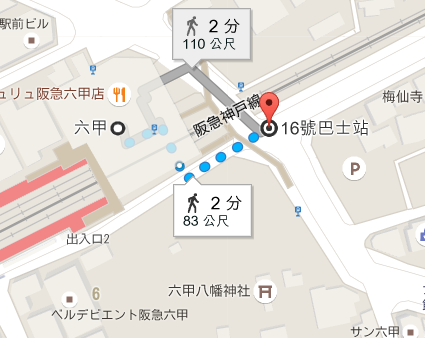 駅前ビル
2 分
110 公尺
ュリュ阪急六甲店
梅仙寺
阪急神戸線
六甲
16號巴士站
P
2 分
83 公尺
出入口2
六甲八幡神社
6
ベルデビエント阪急六甲
サン六甲